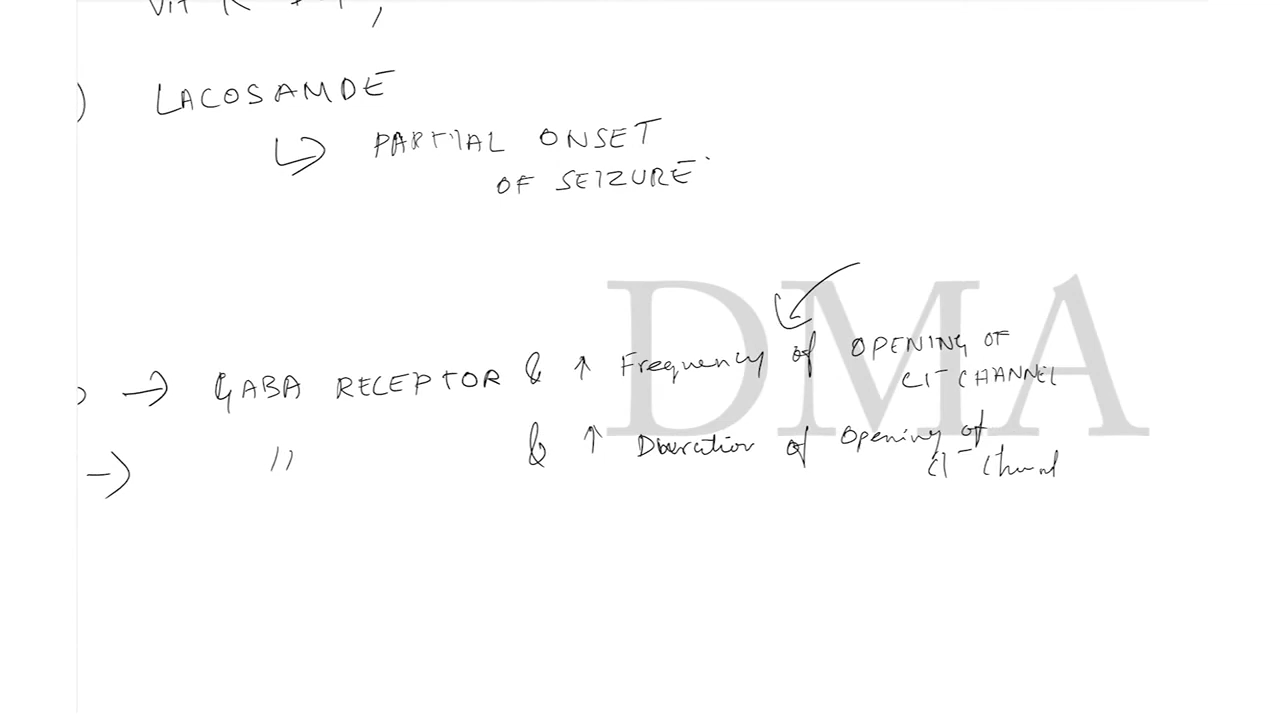 Vit K
) LACOSAMDE
↳ PARTIAL ONSET
OF SEIZURE
→ GABA RECEPTOR & ↑ Frequency of OPENING OF
Cl⁻ CHANNEL
→ " & ↑ Duration of Opening of
Cl⁻ Channel
DMA